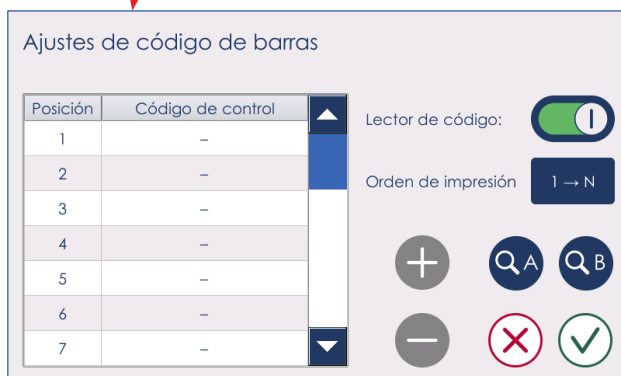 Ajustes de código de barras
Posición Código de control
1 –
2 –
3 –
4 –
5 –
6 –
7 –
Lector de código: I
Orden de impresión 1 → N
A B